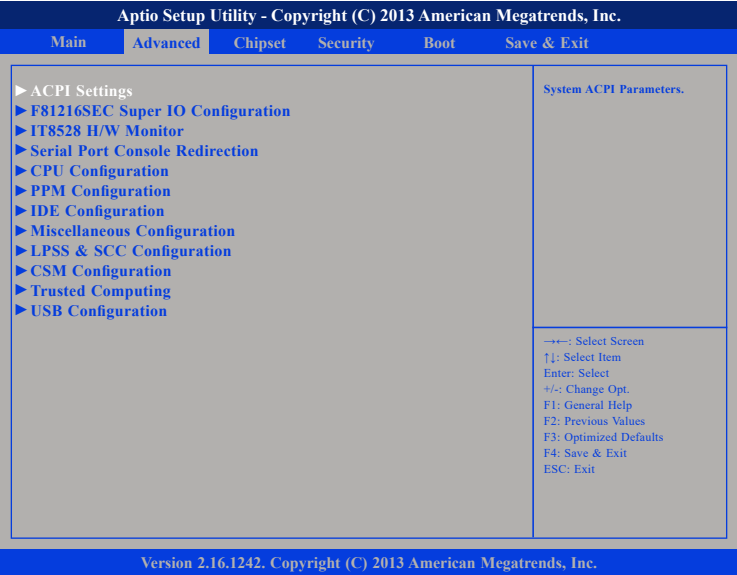 Aptio Setup Utility - Copyright (C) 2013 American Megatrends, Inc.
Main Advanced Chipset Security Boot Save & Exit
►ACPI Settings
►F81216SEC Super IO Configuration
►IT8528 H/W Monitor
►Serial Port Console Redirection
►CPU Configuration
►PPM Configuration
►IDE Configuration
►Miscellaneous Configuration
►LPSS & SCC Configuration
►CSM Configuration
►Trusted Computing
►USB Configuration
System ACPI Parameters.
→←: Select Screen
↑↓: Select Item
Enter: Select
+/-: Change Opt.
F1: General Help
F2: Previous Values
F3: Optimized Defaults
F4: Save & Exit
ESC: Exit
Version 2.16.1242. Copyright (C) 2013 American Megatrends, Inc.